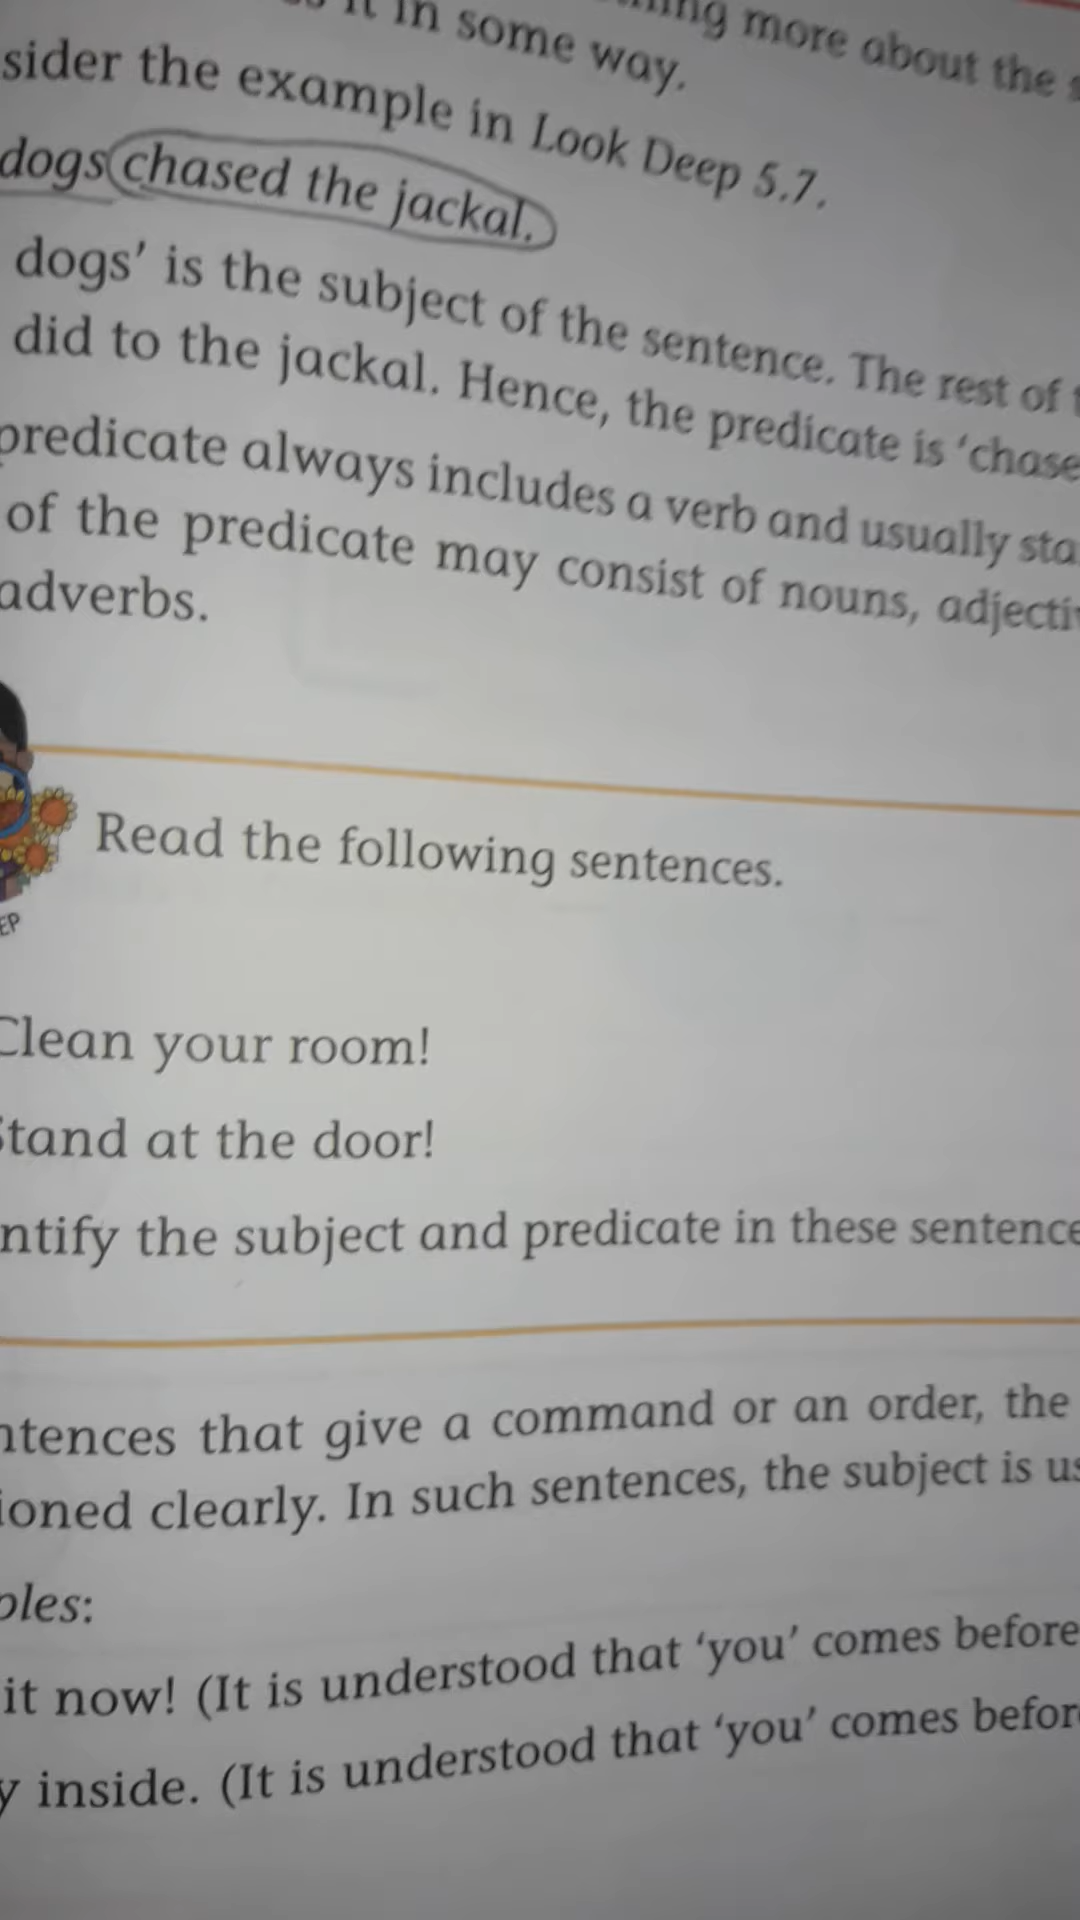 it in some way.
more about the
sider the example in Look Deep 5.7.
dogs chased the jackal.
dogs' is the subject of the sentence. The rest of
did to the jackal. Hence, the predicate is 'chase
predicate always includes a verb and usually sta
of the predicate may consist of nouns, adjecti
adverbs.
Read the following sentences.
EP
Clean your room!
Stand at the door!
ntify the subject and predicate in these sentence
ntences that give a command or an order, the
ioned clearly. In such sentences, the subject is us
ples:
it now! (It is understood that 'you' comes before
y inside. (It is understood that 'you' comes before